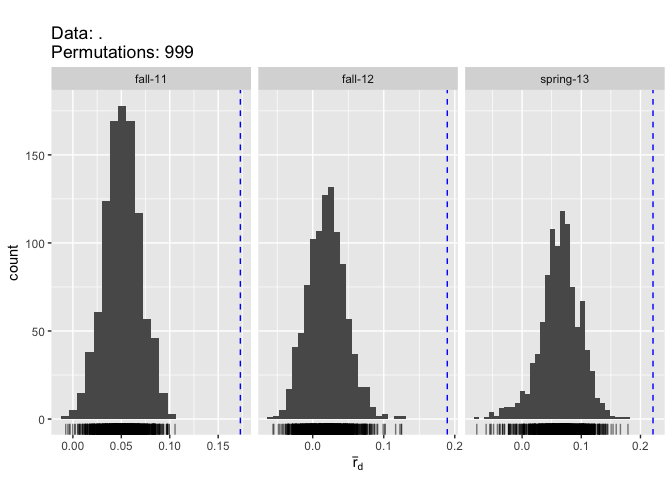 Data: .
Permutations: 999
fall-11 fall-12 spring-13
150
100
50
0
count
0.00 0.05 0.10 0.15 0.0 0.1 0.2 0.0 0.1 0.2
r̄d